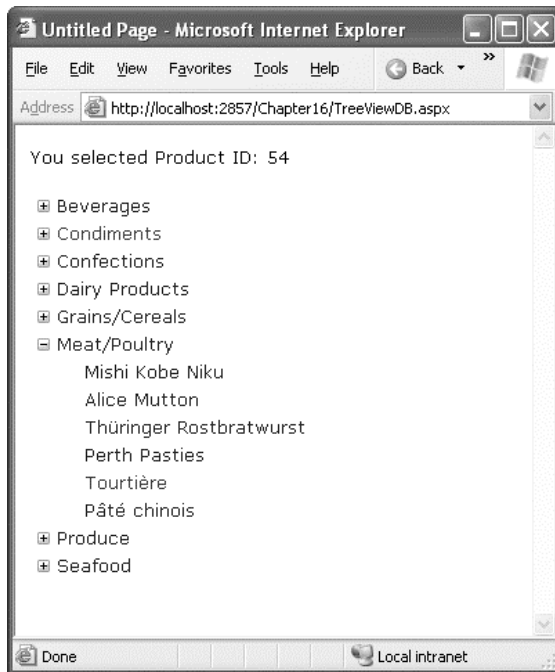 Untitled Page - Microsoft Internet Explorer
File Edit View Favorites Tools Help Back »
Address http://localhost:2857/Chapter16/TreeViewDB.aspx
You selected Product ID: 54
Beverages
Condiments
Confections
Dairy Products
Grains/Cereals
Meat/Poultry
Mishi Kobe Niku
Alice Mutton
Thüringer Rostbratwurst
Perth Pasties
Tourtière
Pâté chinois
Produce
Seafood
Done Local intranet